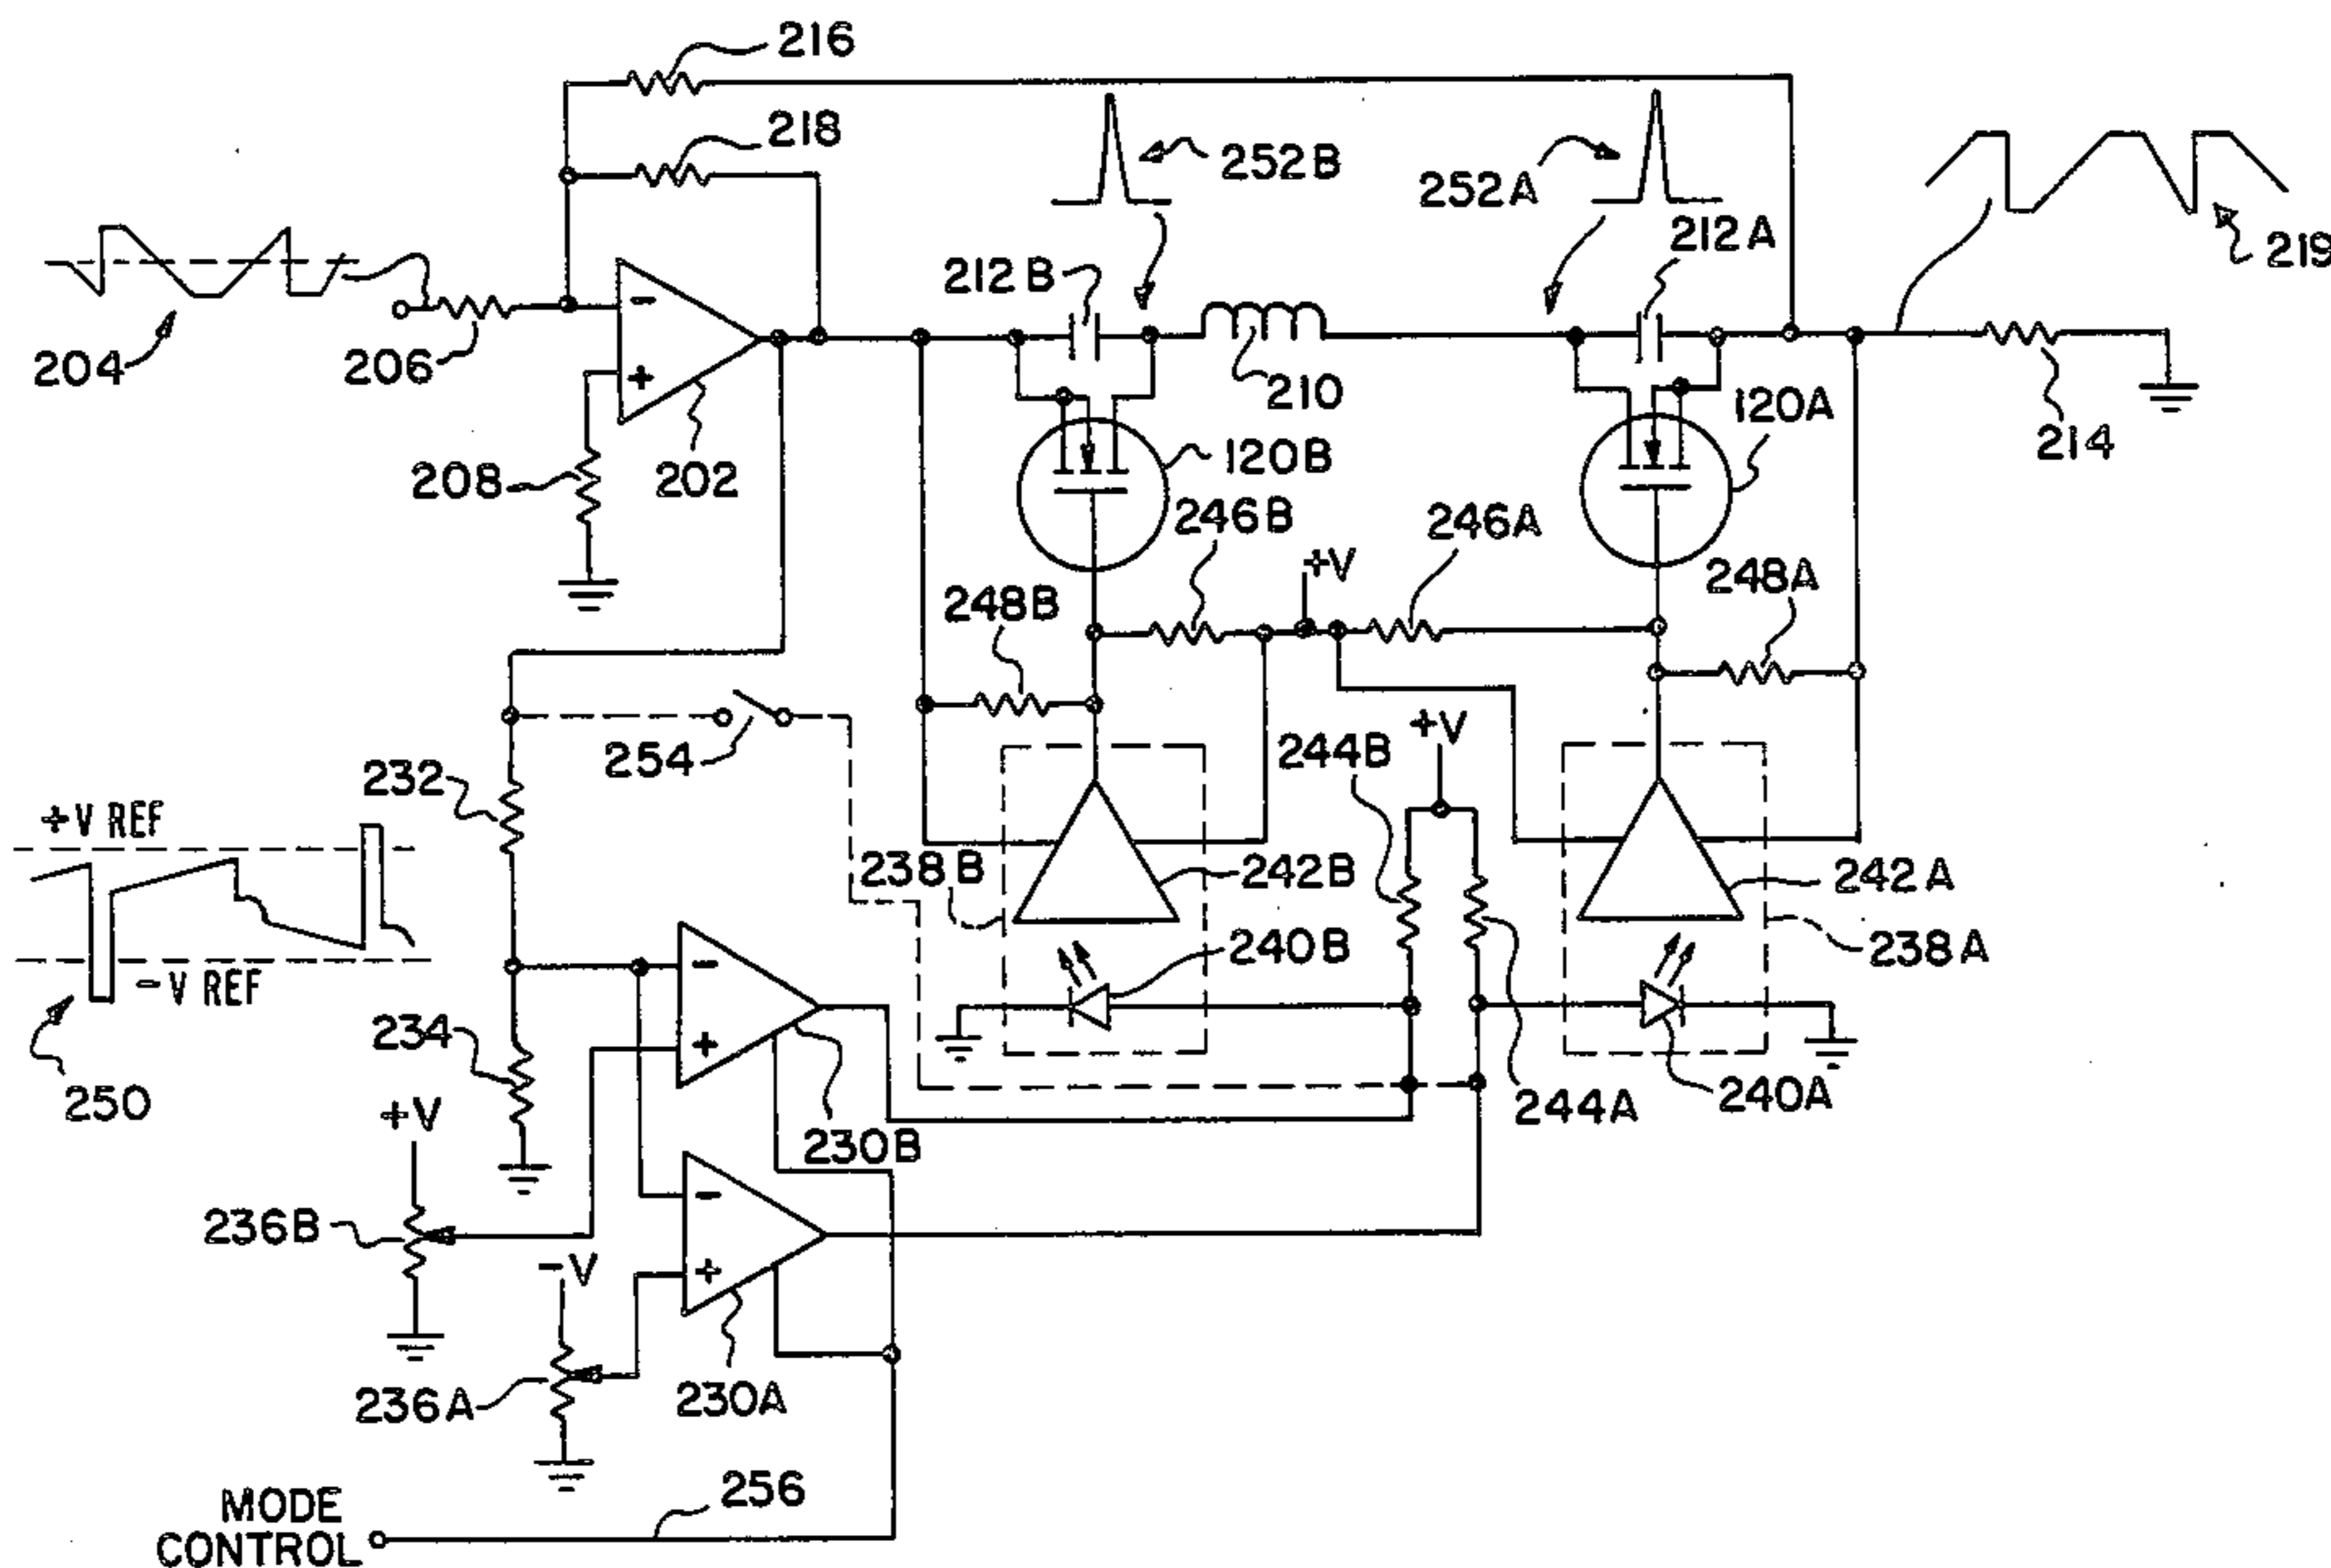 216
218
252B
252A
212A
219
204
206
212B
210
120A
214
208
202
120B
246B
246A
+V
248A
248B
254
+V
244B
232
+V REF
238B
242B
242A
240B
238A
-V REF
234
250
+V
230B
244A
240A
236B
-V
236A
230A
256
MODE
CONTROL
-
+
-
+
-
+